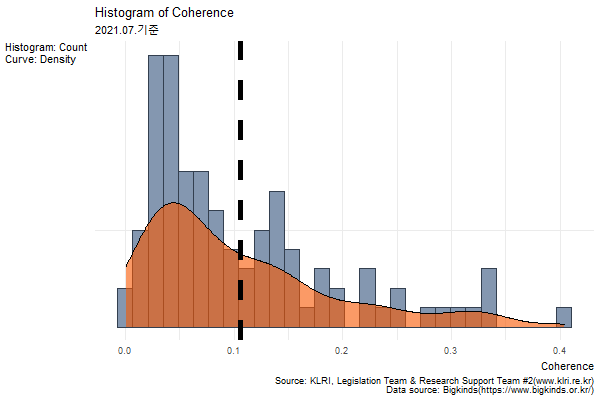 Histogram of Coherence
2021.07.기준
Histogram: Count
Curve: Density
0.0 0.1 0.2 0.3 0.4
Coherence
Source: KLRI, Legislation Team & Research Support Team #2(www.klri.re.kr)
Data source: Bigkinds(https://www.bigkinds.or.kr/)